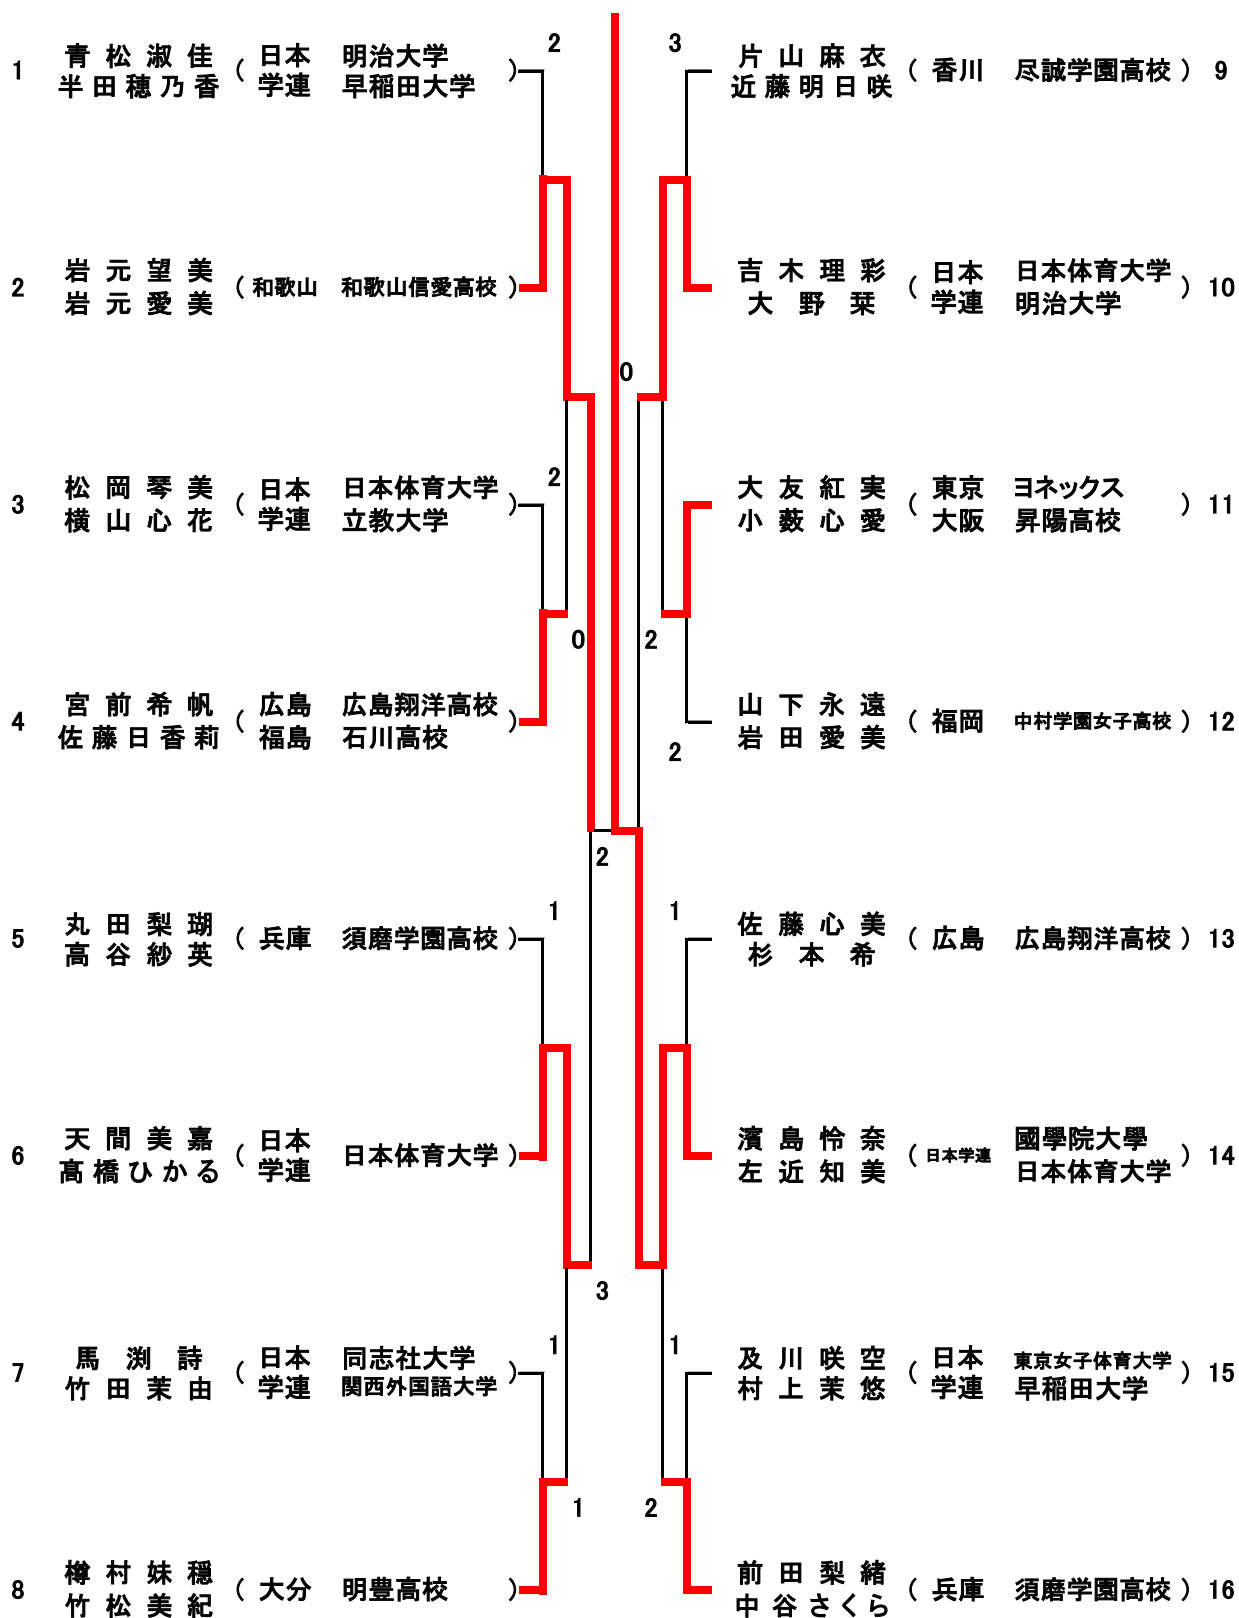 2
1 青松淑佳 ( 日本 明治大学 )
半田穂乃香 学連 早稲田大学
2 岩元望美 ( 和歌山 和歌山信愛高校 )
岩元愛美
2
3 松岡琴美 ( 日本 日本体育大学 )
横山心花 学連 立教大学
0
4 宮前希帆 ( 広島 広島翔洋高校 )
佐藤日香莉 福島 石川高校
2
1
5 丸田梨瑚 ( 兵庫 須磨学園高校 )
高谷紗英
6 天間美嘉 ( 日本 日本体育大学 )
髙橋ひかる 学連
3
1
7 馬渕詩 ( 日本 同志社大学 )
竹田茉由 学連 関西外国語大学
1
8 樽村妹穏 ( 大分 明豊高校 )
竹松美紀
3
片山麻衣 ( 香川 尽誠学園高校 ) 9
近藤明日咲
吉木理彩 ( 日本 日本体育大学 ) 10
大野栞 学連 明治大学
0
大友紅実 ( 東京 ヨネックス ) 11
小薮心愛 大阪 昇陽高校
2
山下永遠 ( 福岡 中村学園女子高校 ) 12
岩田愛美
2
1
佐藤心美 ( 広島 広島翔洋高校 ) 13
杉本希
濱島怜奈 ( 日本学連 國學院大學 ) 14
左近知美 日本体育大学
1
及川咲空 ( 日本 東京女子体育大学 ) 15
村上茉悠 学連 早稲田大学
2
前田梨緒 ( 兵庫 須磨学園高校 ) 16
中谷さくら